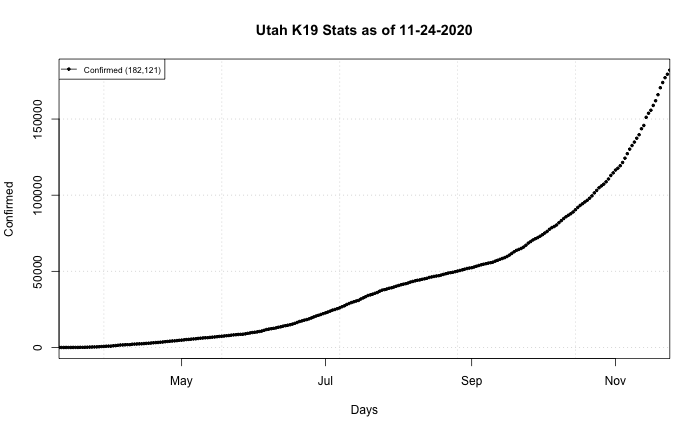 Utah K19 Stats as of 11-24-2020
Confirmed (182,121)
Confirmed
150000
100000
50000
0
May Jul Sep Nov
Days